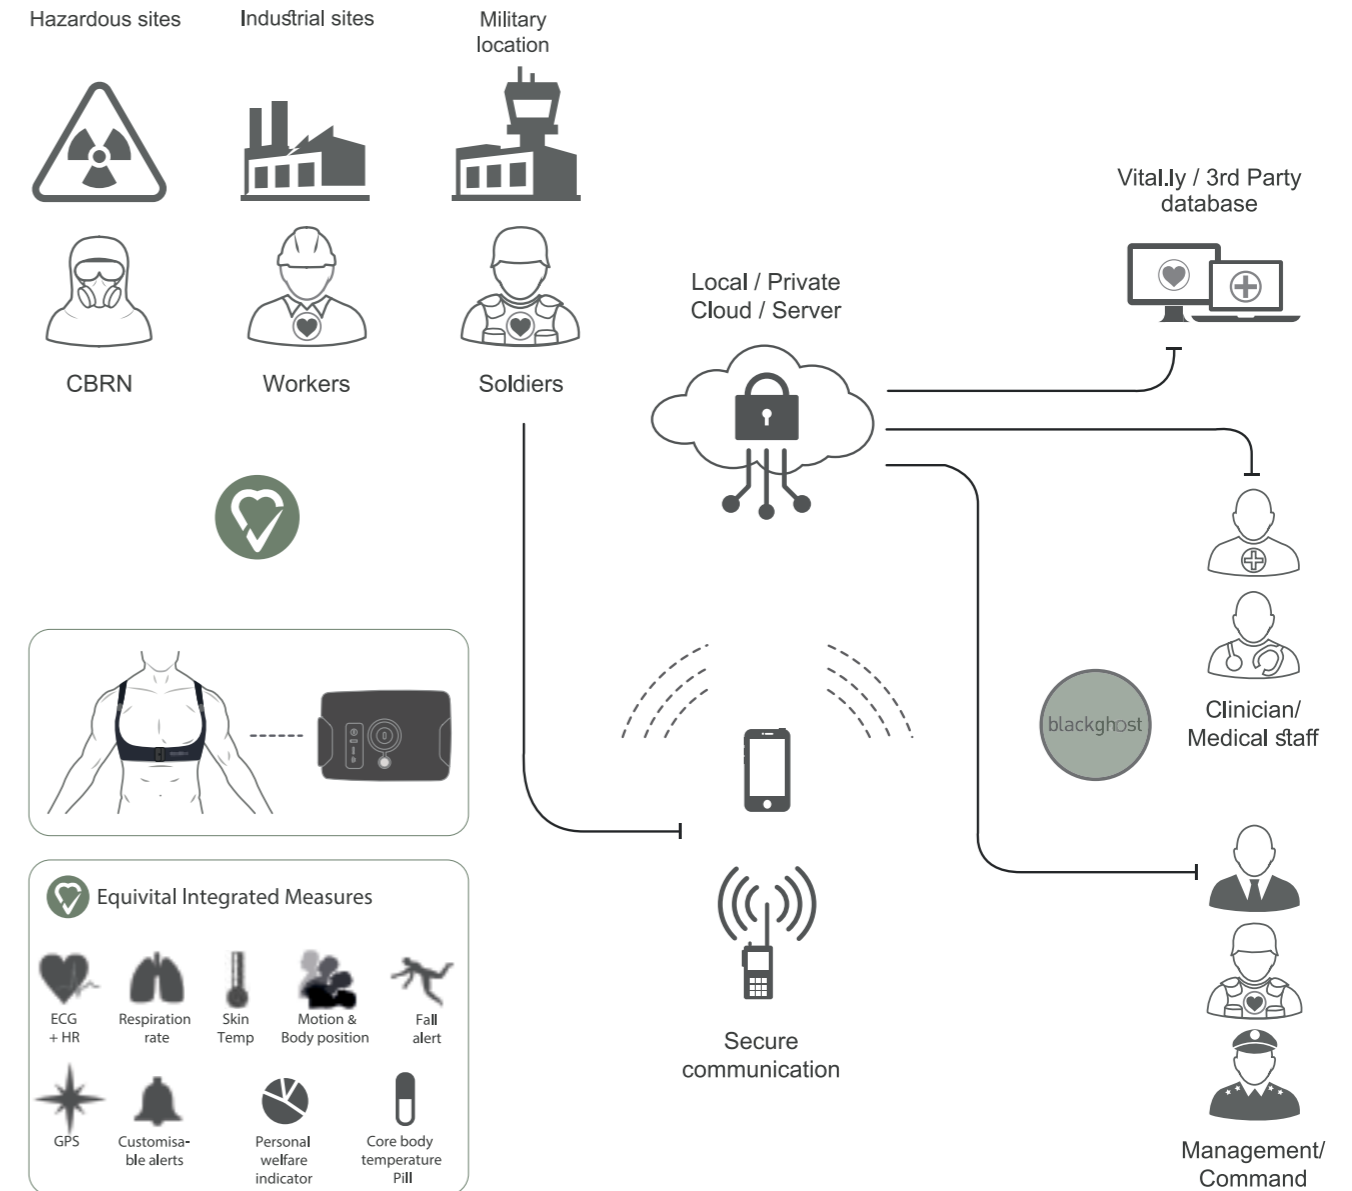 Hazardous sites
Industrial sites
Military
location
CBRN
Workers
Soldiers
Local / Private
Cloud / Server
Vital.ly / 3rd Party
database
Clinician/
Medical staff
blackghost
Secure
communication
Management/
Command
Equivital Integrated Measures
ECG
+ HR
Respiration
rate
Skin
Temp
Motion &
Body position
Fall
alert
GPS
Customisa-
ble alerts
Personal
welfare
indicator
Core body
temperature
Pill